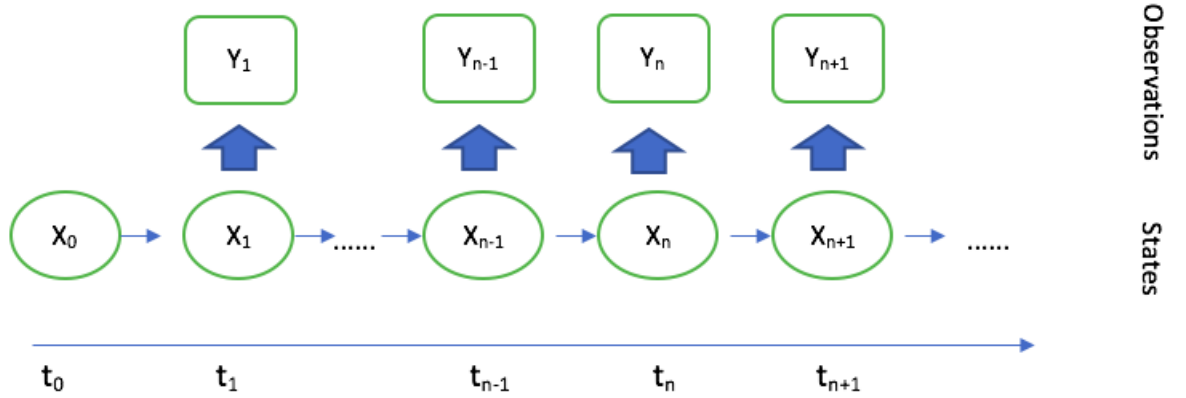 Y₁ Yₙ₋₁ Yₙ Yₙ₊₁
Observations
X₀ X₁ ...... Xₙ₋₁ Xₙ Xₙ₊₁ ......
States
t₀ t₁ tₙ₋₁ tₙ tₙ₊₁